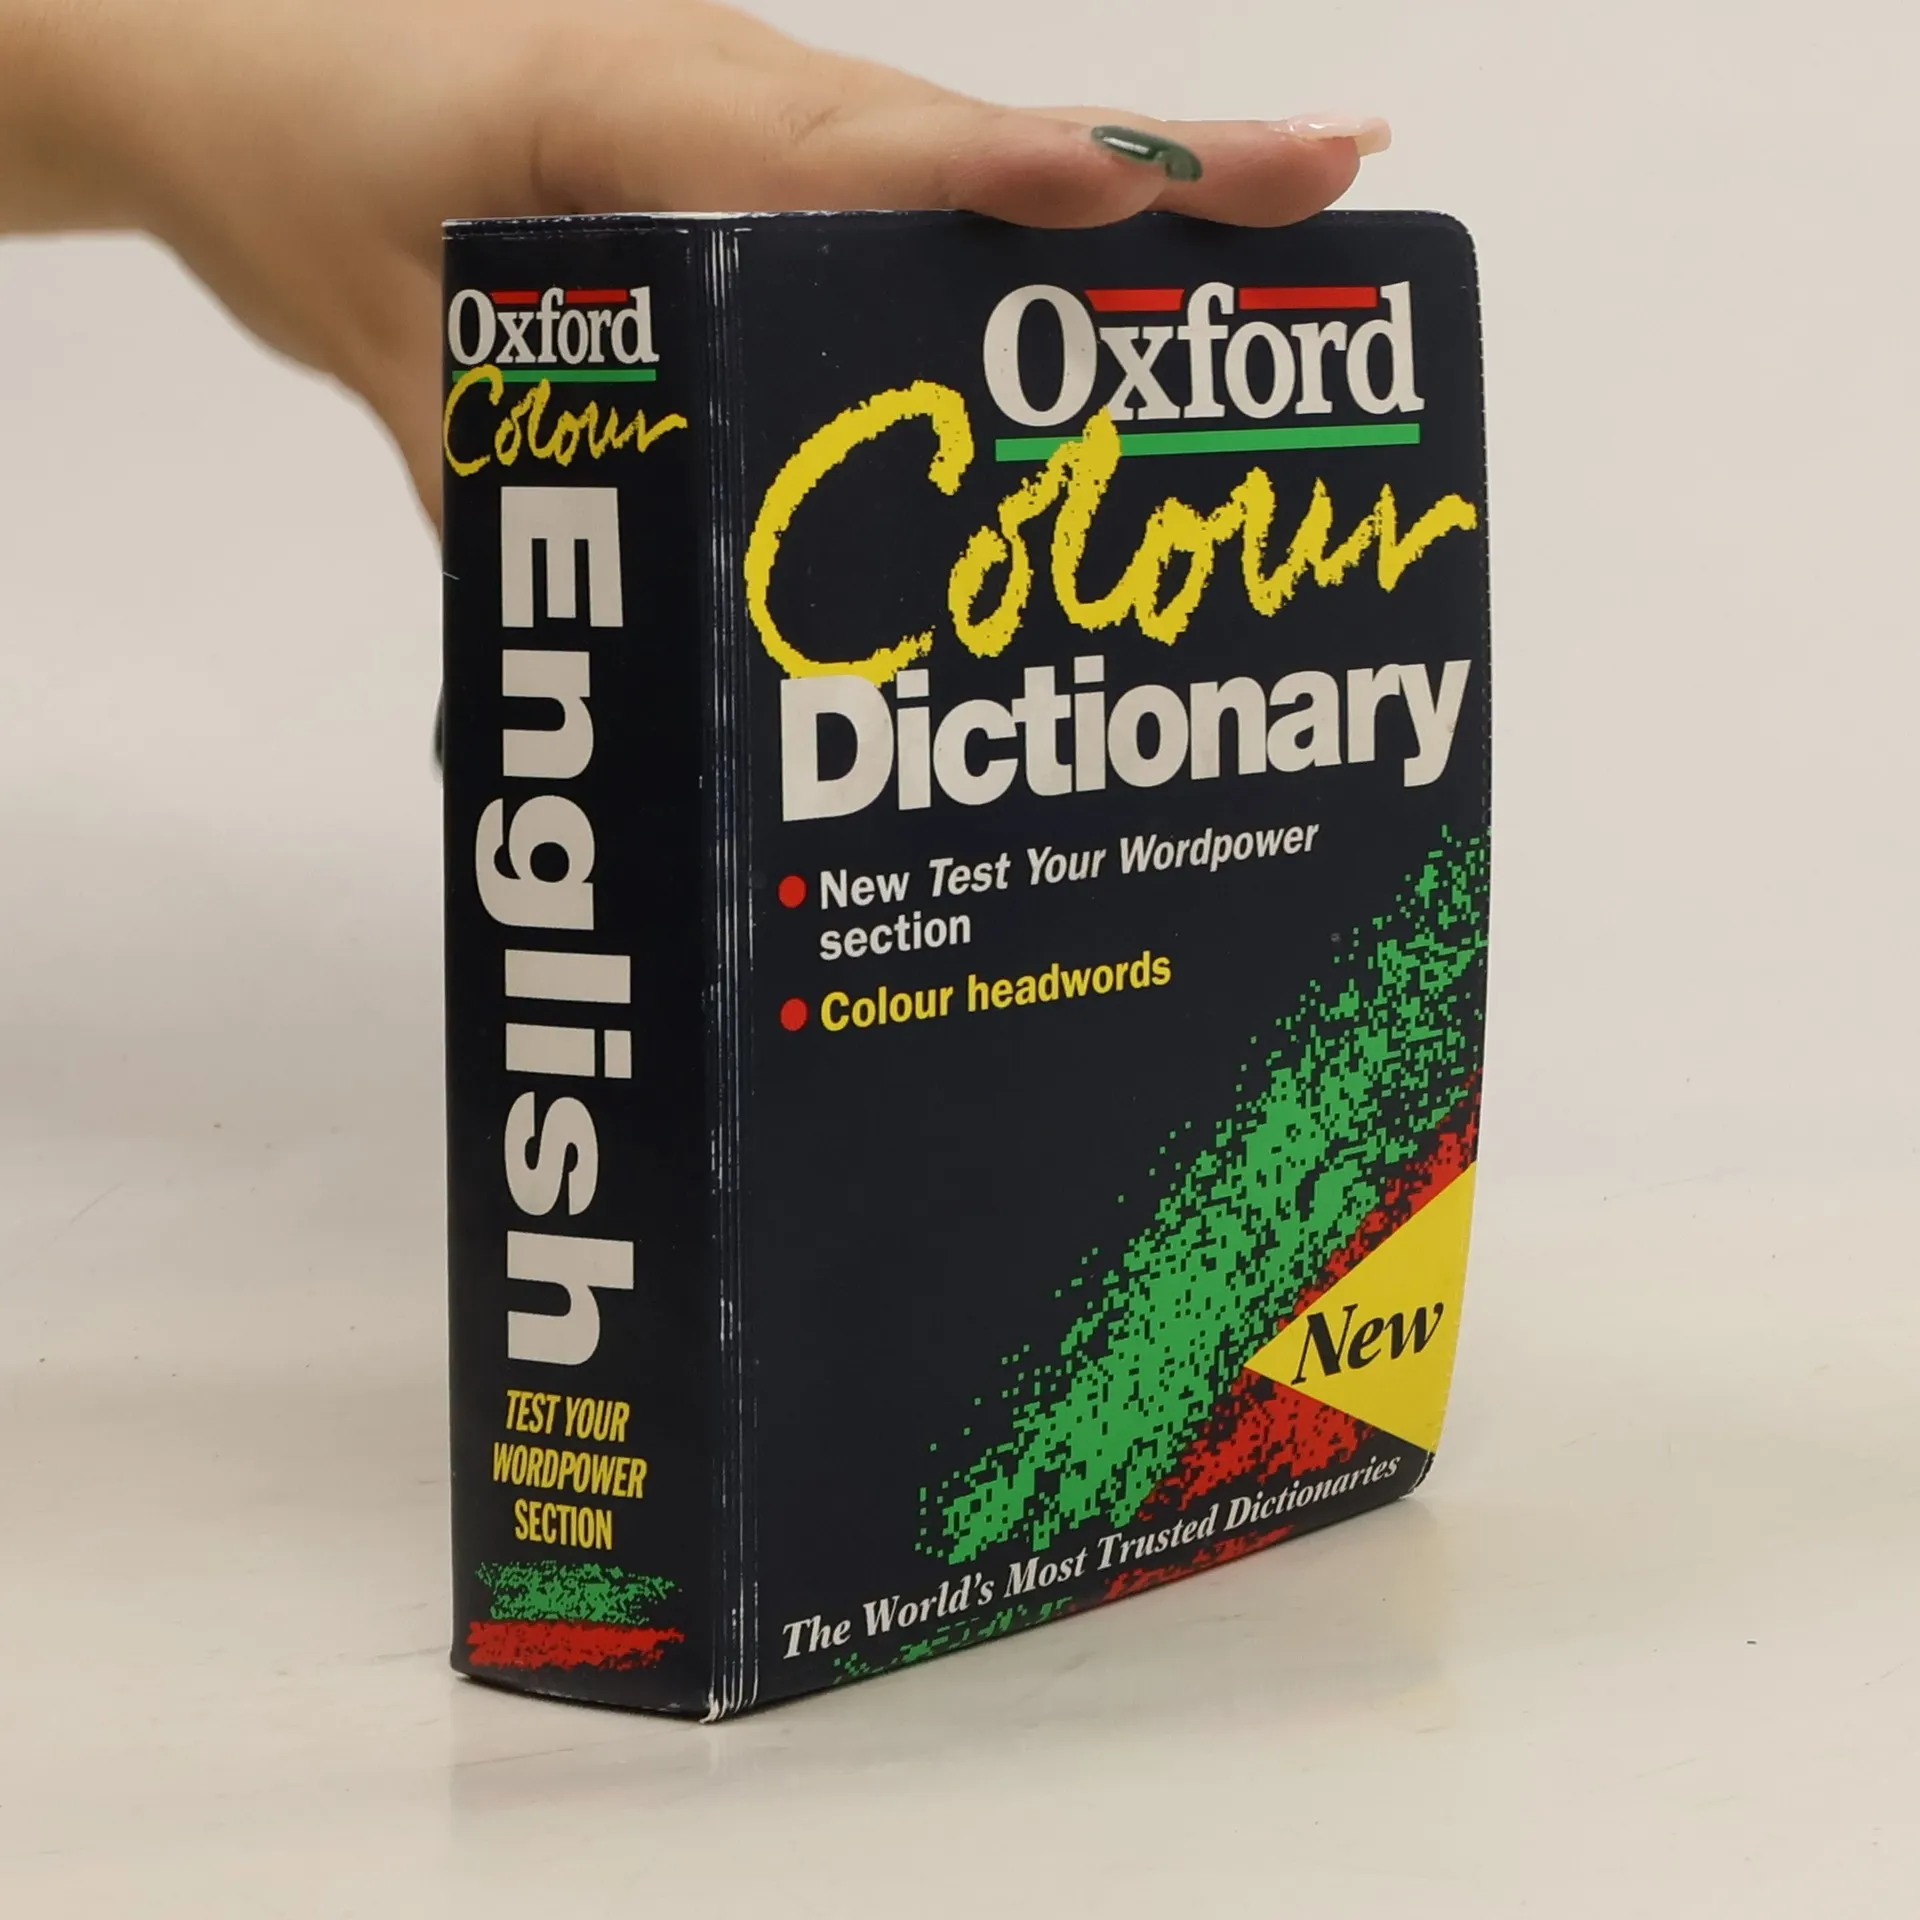 Oxford
Colour
English
TEST YOUR
WORDPOWER
SECTION
Oxford
Colour
Dictionary
New Test Your Wordpower
section
Colour headwords
New
The World's Most Trusted Dictionaries